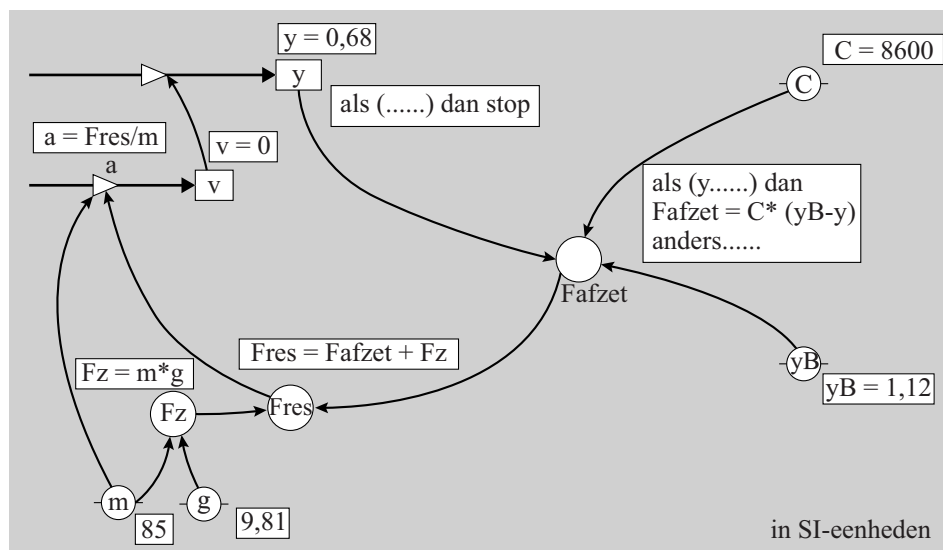 y = 0,68
C = 8600
y
C
als (......) dan stop
a = Fres/m
v = 0
a
v
als (y......) dan
Fafzet = C* (yB-y)
anders......
Fafzet
Fres = Fafzet + Fz
yB
Fz = m*g
yB = 1,12
Fz
Fres
m
g
85
9,81
in SI-eenheden